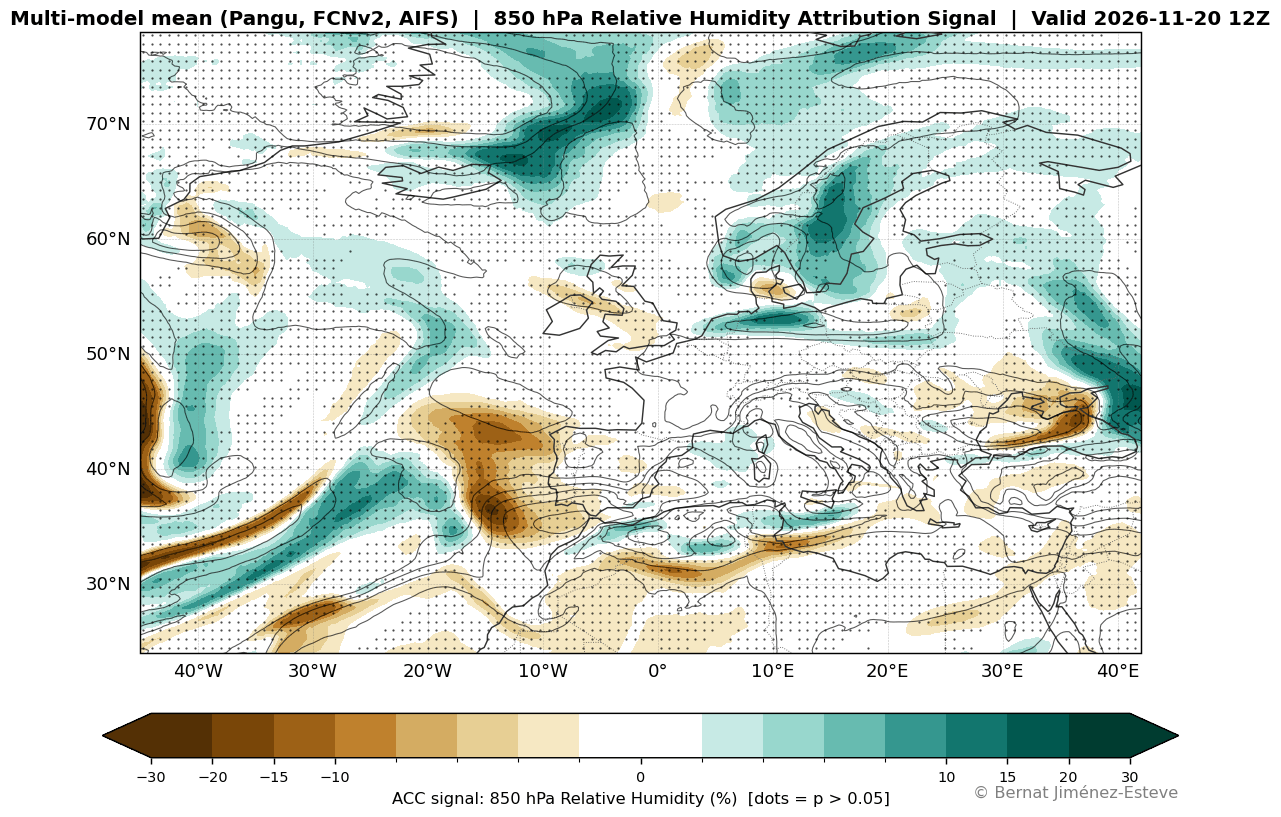 Multi-model mean (Pangu, FCNv2, AIFS)  |  850 hPa Relative Humidity Attribution Signal  |  Valid 2026-11-20 12Z
70°N
60°N
50°N
40°N
30°N
40°W 30°W 20°W 10°W 0° 10°E 20°E 30°E 40°E
−30 −20 −15 −10 0 10 15 20 30
ACC signal: 850 hPa Relative Humidity (%)  [dots = p > 0.05]
© Bernat Jiménez-Esteve